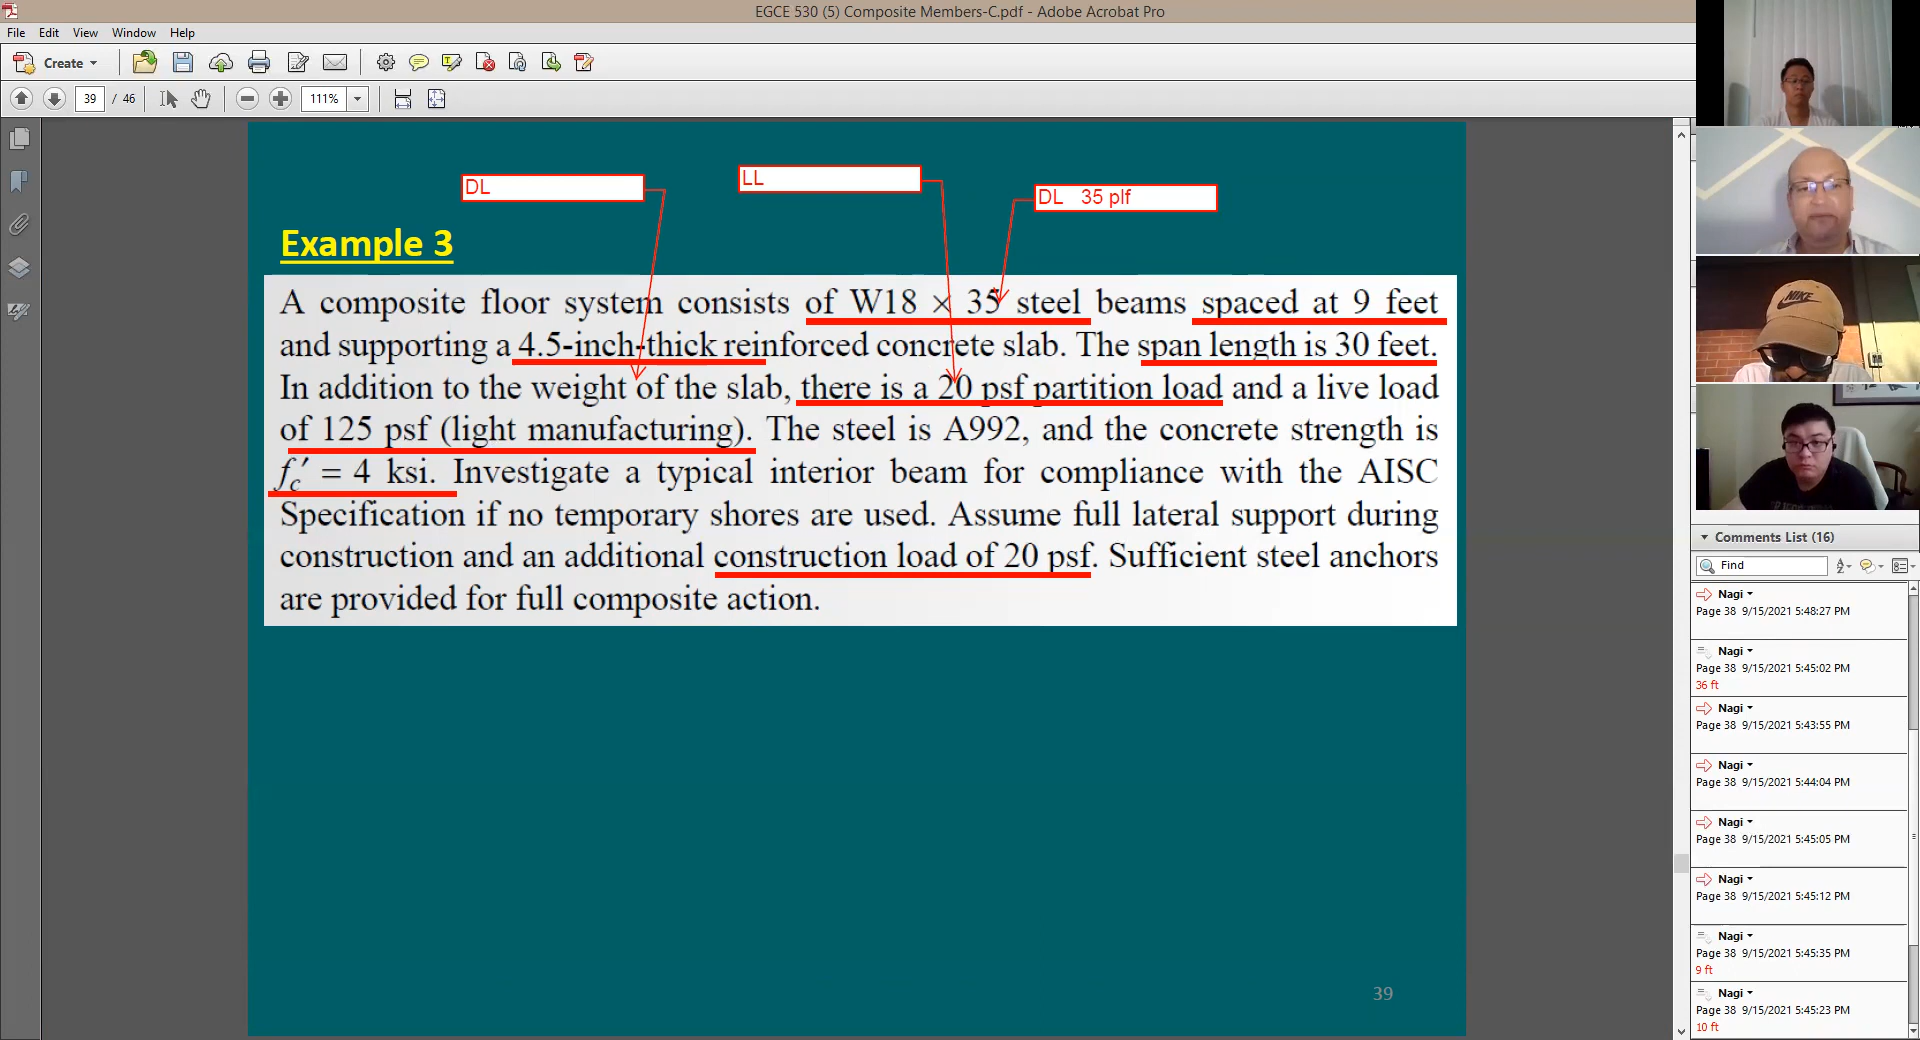 EGCE 530 (5) Composite Members-C.pdf - Adobe Acrobat Pro
File Edit View Window Help
Create
39 / 46
111%
DL
LL
DL 35 plf
Example 3
A composite floor system consists of W18 × 35 steel beams spaced at 9 feet
and supporting a 4.5-inch-thick reinforced concrete slab. The span length is 30 feet.
In addition to the weight of the slab, there is a 20 psf partition load and a live load
of 125 psf (light manufacturing). The steel is A992, and the concrete strength is
f′c = 4 ksi. Investigate a typical interior beam for compliance with the AISC
Specification if no temporary shores are used. Assume full lateral support during
construction and an additional construction load of 20 psf. Sufficient steel anchors
are provided for full composite action.
39
NIKE
Comments List (16)
Find
Nagi
Page 38 9/15/2021 5:48:27 PM
Nagi
Page 38 9/15/2021 5:45:02 PM
36 ft
Nagi
Page 38 9/15/2021 5:43:55 PM
Nagi
Page 38 9/15/2021 5:44:04 PM
Nagi
Page 38 9/15/2021 5:45:05 PM
Nagi
Page 38 9/15/2021 5:45:12 PM
Nagi
Page 38 9/15/2021 5:45:35 PM
9 ft
Nagi
Page 38 9/15/2021 5:45:23 PM
10 ft